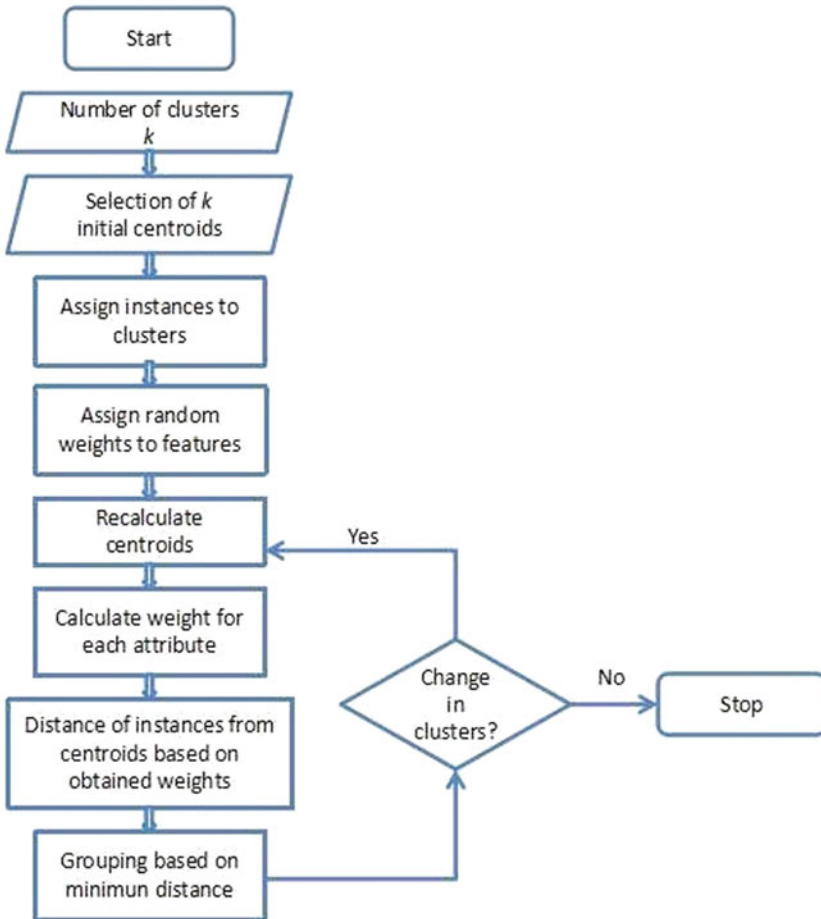 Start
Number of clusters
k
Selection of k
initial centroids
Assign instances to
clusters
Assign random
weights to features
Recalculate
centroids
Yes
Calculate weight for
each attribute
Change
in
clusters?
No
Stop
Distance of instances from
centroids based on
obtained weights
Grouping based on
minimun distance